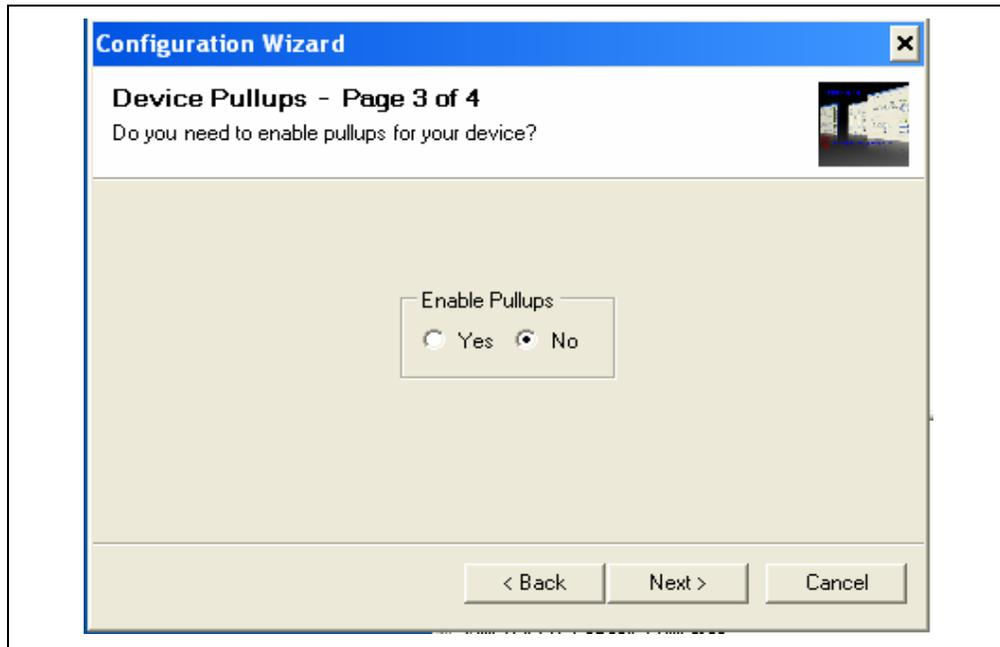 Configuration Wizard
Device Pullups - Page 3 of 4
Do you need to enable pullups for your device?
Enable Pullups
Yes No
< Back Next > Cancel